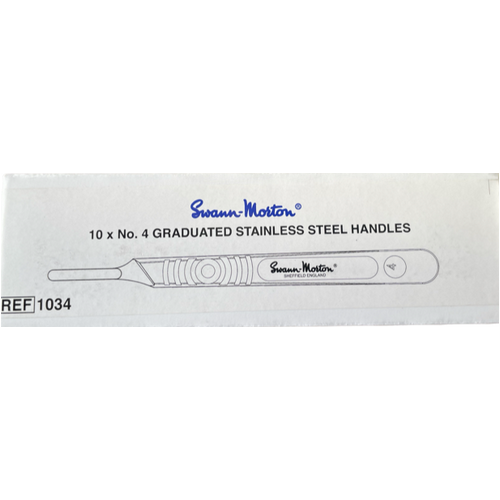 Swann-Morton®
10 x No. 4 GRADUATED STAINLESS STEEL HANDLES
Swann-Morton®
SHEFFIELD ENGLAND
4
REF 1034